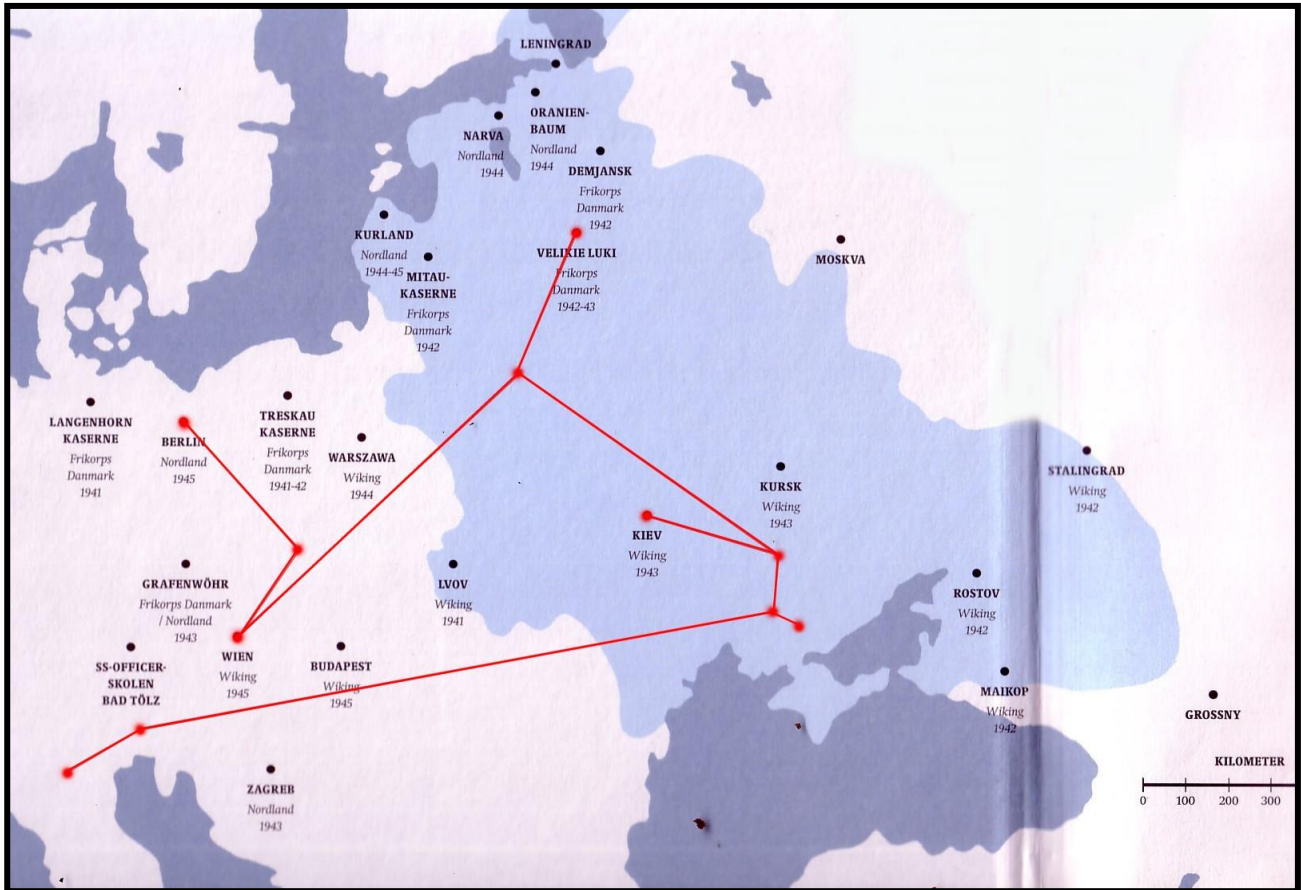 LENINGRAD
ORANIEN-
BAUM
Nordland
1944
NARVA
Nordland
1944
DEMJANSK
Frikorps
Danmark
1942
KURLAND
Nordland
1944-45
MITAU-
KASERNE
Frikorps
Danmark
1942
VELIKIE LUKI
Frikorps
Danmark
1942-43
MOSKVA
LANGENHORN
KASERNE
Frikorps
Danmark
1941
BERLIN
Nordland
1945
TRESKAU
KASERNE
Frikorps
Danmark
1941-42
WARSZAWA
Wiking
1944
KURSK
Wiking
1943
STALINGRAD
Wiking
1942
KIEV
Wiking
1943
GRAFENWÖHR
Frikorps Danmark
/ Nordland
1943
LVOV
Wiking
1941
ROSTOV
Wiking
1942
SS-OFFICER-
SKOLEN
BAD TÖLZ
WIEN
Wiking
1945
BUDAPEST
Wiking
1945
MAIKOP
Wiking
1942
GROSSNY
ZAGREB
Nordland
1943
KILOMETER
0 100 200 300